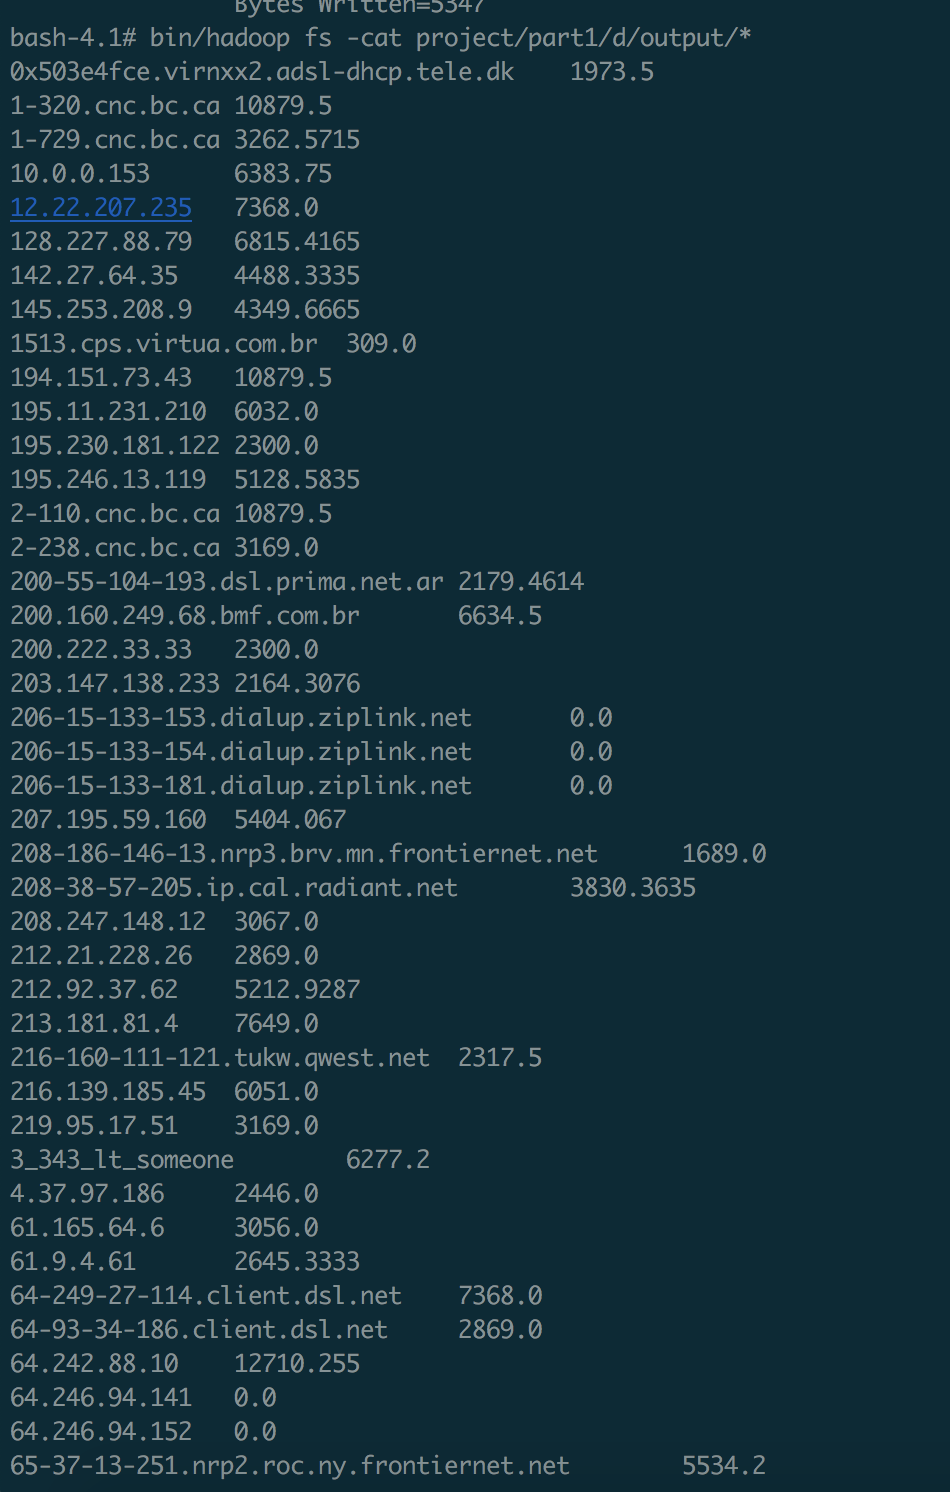 Bytes Written=5347
bash-4.1# bin/hadoop fs -cat project/part1/d/output/*
0x503e4fce.virnxx2.adsl-dhcp.tele.dk    1973.5
1-320.cnc.bc.ca 10879.5
1-729.cnc.bc.ca 3262.5715
10.0.0.153      6383.75
12.22.207.235   7368.0
128.227.88.79   6815.4165
142.27.64.35    4488.3335
145.253.208.9   4349.6665
1513.cps.virtua.com.br  309.0
194.151.73.43   10879.5
195.11.231.210  6032.0
195.230.181.122 2300.0
195.246.13.119  5128.5835
2-110.cnc.bc.ca 10879.5
2-238.cnc.bc.ca 3169.0
200-55-104-193.dsl.prima.net.ar 2179.4614
200.160.249.68.bmf.com.br       6634.5
200.222.33.33   2300.0
203.147.138.233 2164.3076
206-15-133-153.dialup.ziplink.net       0.0
206-15-133-154.dialup.ziplink.net       0.0
206-15-133-181.dialup.ziplink.net       0.0
207.195.59.160  5404.067
208-186-146-13.nrp3.brv.mn.frontiernet.net      1689.0
208-38-57-205.ip.cal.radiant.net        3830.3635
208.247.148.12  3067.0
212.21.228.26   2869.0
212.92.37.62    5212.9287
213.181.81.4    7649.0
216-160-111-121.tukw.qwest.net  2317.5
216.139.185.45  6051.0
219.95.17.51    3169.0
3_343_lt_someone        6277.2
4.37.97.186     2446.0
61.165.64.6     3056.0
61.9.4.61       2645.3333
64-249-27-114.client.dsl.net    7368.0
64-93-34-186.client.dsl.net     2869.0
64.242.88.10    12710.255
64.246.94.141   0.0
64.246.94.152   0.0
65-37-13-251.nrp2.roc.ny.frontiernet.net        5534.2